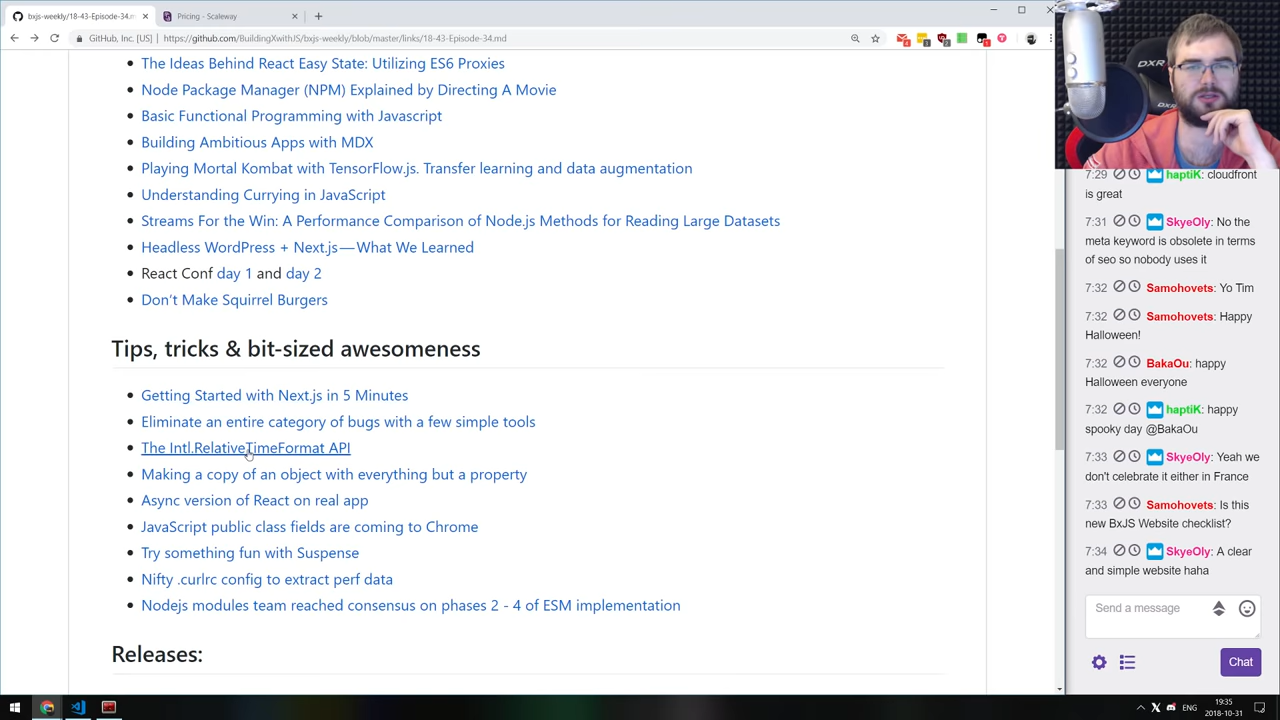 bxjs-weekly/18-43-Episode-34.m
Pricing - Scaleway
GitHub, Inc. [US] | https://github.com/BuildingXwithJS/bxjs-weekly/blob/master/links/18-43-Episode-34.md
The Ideas Behind React Easy State: Utilizing ES6 Proxies
Node Package Manager (NPM) Explained by Directing A Movie
Basic Functional Programming with Javascript
Building Ambitious Apps with MDX
Playing Mortal Kombat with TensorFlow.js. Transfer learning and data augmentation
Understanding Currying in JavaScript
Streams For the Win: A Performance Comparison of Node.js Methods for Reading Large Datasets
Headless WordPress + Next.js — What We Learned
React Conf day 1 and day 2
Don't Make Squirrel Burgers
Tips, tricks & bit-sized awesomeness
Getting Started with Next.js in 5 Minutes
Eliminate an entire category of bugs with a few simple tools
The Intl.RelativeTimeFormat API
Making a copy of an object with everything but a property
Async version of React on real app
JavaScript public class fields are coming to Chrome
Try something fun with Suspense
Nifty .curlrc config to extract perf data
Nodejs modules team reached consensus on phases 2 - 4 of ESM implementation
Releases:
DXR
7:29 haptiK: cloudfront
is great
7:31 SkyeOly: No the
meta keyword is obsolete in terms
of seo so nobody uses it
7:32 Samohovets: Yo Tim
7:32 Samohovets: Happy
Halloween!
7:32 BakaOu: happy
Halloween everyone
7:32 haptiK: happy
spooky day @BakaOu
7:33 SkyeOly: Yeah we
don't celebrate it either in France
7:33 Samohovets: Is this
new BxJS Website checklist?
7:34 SkyeOly: A clear
and simple website haha
Send a message
Chat
ENG
19:35
2018-10-31